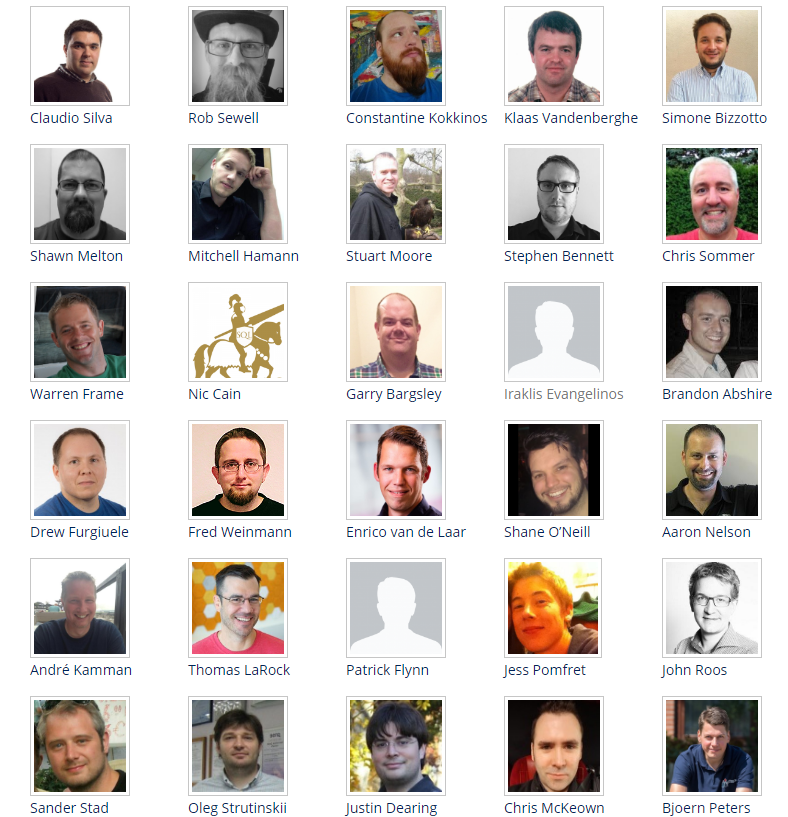 Claudio Silva
Rob Sewell
Constantine Kokkinos
Klaas Vandenberghe
Simone Bizzotto
Shawn Melton
Mitchell Hamann
Stuart Moore
Stephen Bennett
Chris Sommer
Warren Frame
SQL
Nic Cain
Garry Bargsley
Iraklis Evangelinos
Brandon Abshire
Drew Furgiuele
Fred Weinmann
Enrico van de Laar
Shane O’Neill
Aaron Nelson
André Kamman
Thomas LaRock
Patrick Flynn
Jess Pomfret
John Roos
Sander Stad
Oleg Strutinskii
Justin Dearing
Chris McKeown
Bjoern Peters